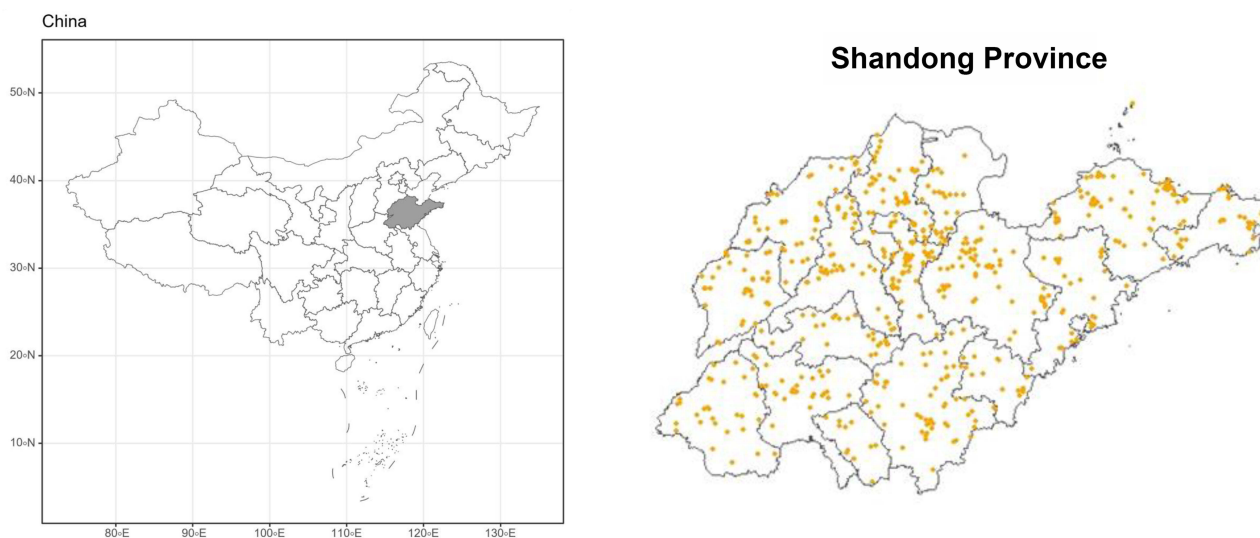 China
Shandong Province
50◦N
40◦N
30◦N
20◦N
10◦N
80◦E 90◦E 100◦E 110◦E 120◦E 130◦E